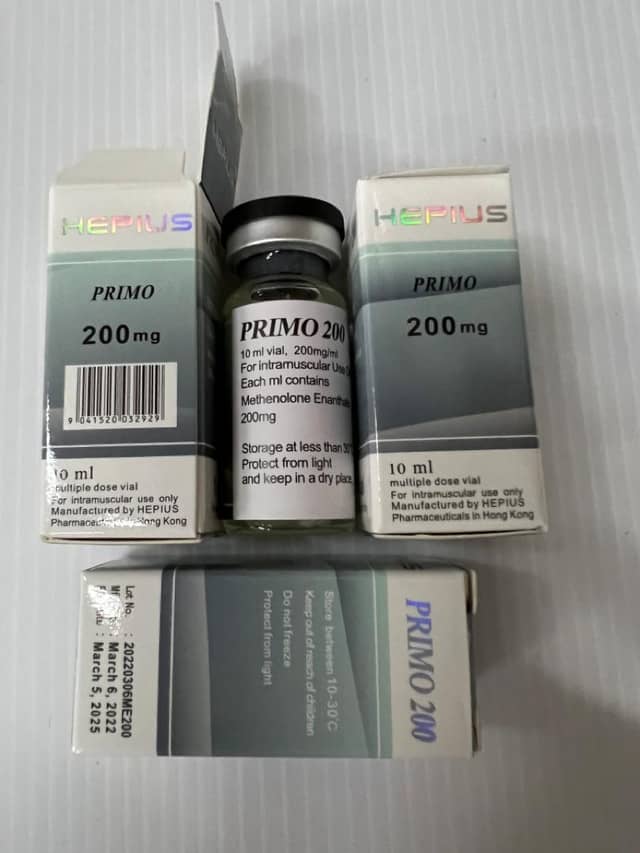 HEPIUS
PRIMO
200mg
9 041520 032929
10 ml
multiple dose vial
For intramuscular use only
Manufactured by HEPIUS
Hong Kong
PRIMO 200
10 ml vial, 200mg/ml
For intramuscular Use
Each ml contains
Methenolone
200mg
Storage at less than
Protect from light
and keep in a dry place,
HEPIUS
PRIMO
200mg
10 ml
multiple dose vial
For intramuscular use only
Manufactured by HEPIUS
Pharmaceuticals in Hong Kong
PRIMO 200
Store between 10-30°C
Keep out of reach of children
Do not freeze
Protect from light
Lot No. : 20220306ME200
: March 6, 2022
: March 5, 2025